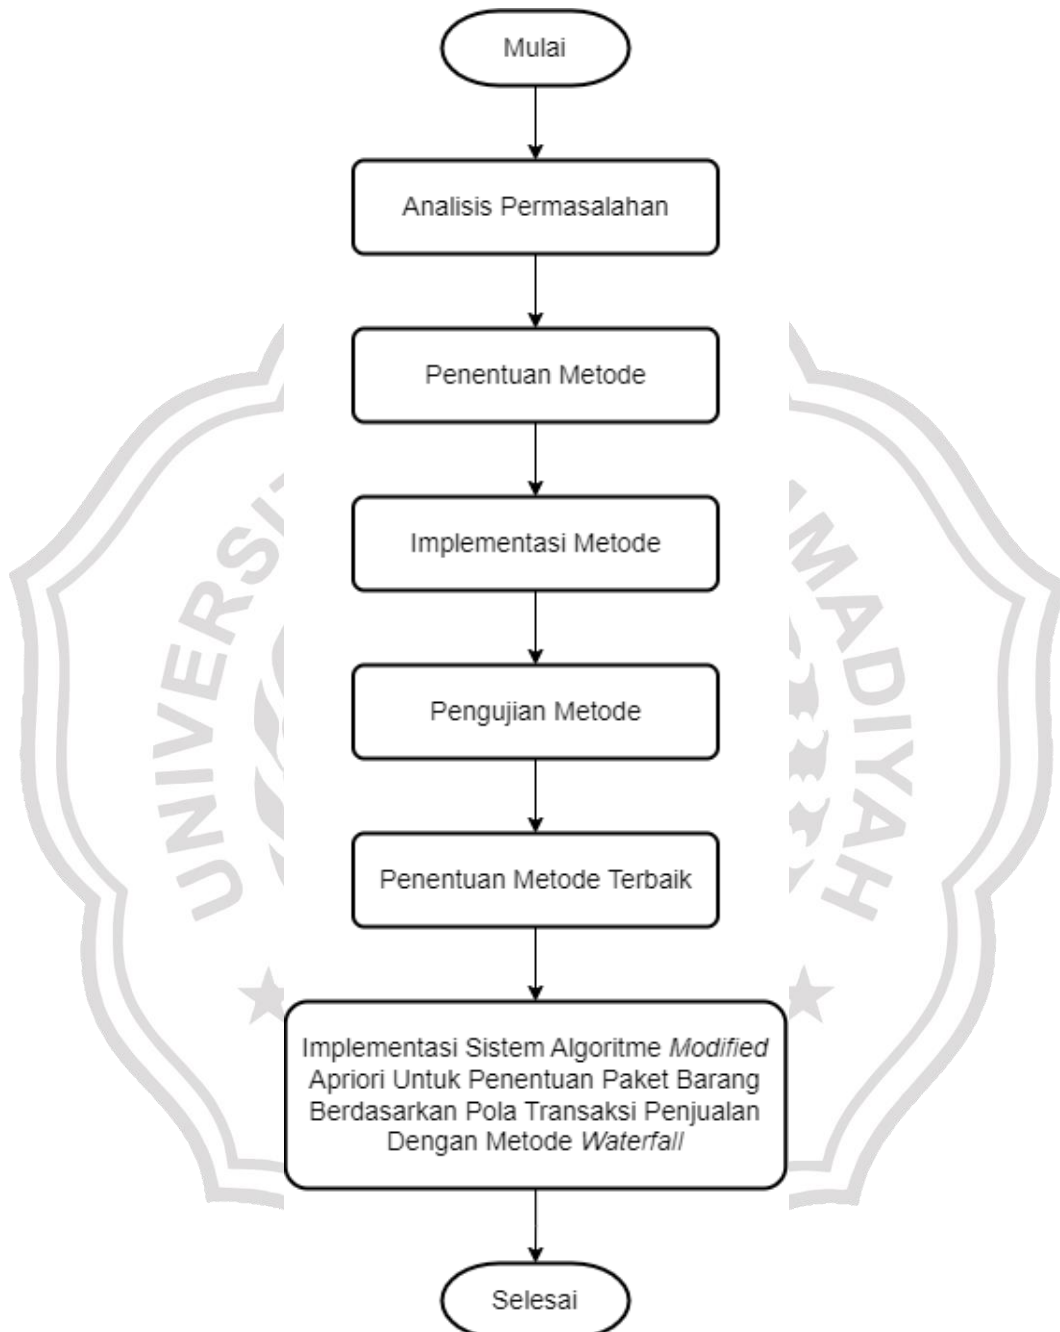 Mulai
Analisis Permasalahan
Penentuan Metode
Implementasi Metode
Pengujian Metode
Penentuan Metode Terbaik
Implementasi Sistem Algoritme Modified
Apriori Untuk Penentuan Paket Barang
Berdasarkan Pola Transaksi Penjualan
Dengan Metode Waterfall
Selesai